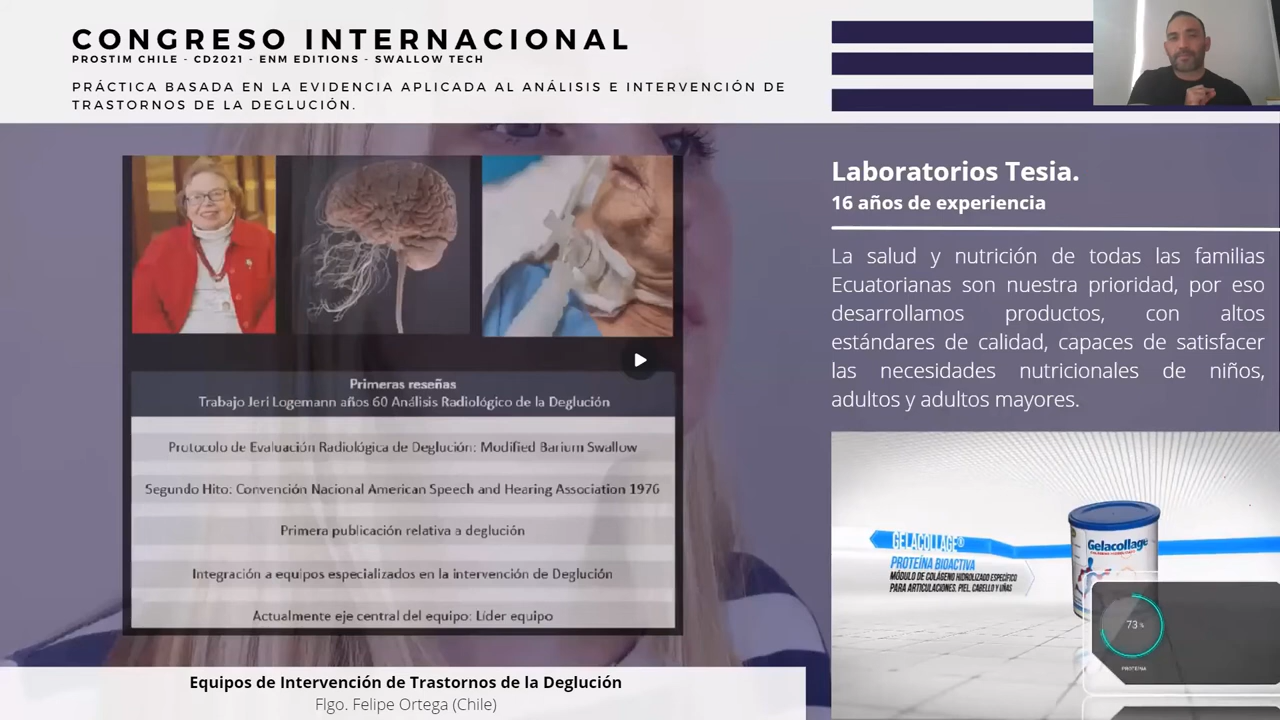 CONGRESO INTERNACIONAL
PROSTIM CHILE - CD2021 - ENM EDITIONS - SWALLOW TECH
PRÁCTICA BASADA EN LA EVIDENCIA APLICADA AL ANÁLISIS E INTERVENCIÓN DE
TRASTORNOS DE LA DEGLUCIÓN.
Primeras reseñas
Trabajo Jeri Logemann años 60 Análisis Radiológico de la Deglución
Protocolo de Evaluación Radiológica de Deglución: Modified Barium Swallow
Segundo Hito: Convención Nacional American Speech and Hearing Association 1976
Primera publicación relativa a deglución
Integración a equipos especializados en la intervención de Deglución
Actualmente eje central del equipo: Líder equipo
Equipos de Intervención de Trastornos de la Deglución
Flgo. Felipe Ortega (Chile)
Laboratorios Tesia.
16 años de experiencia
La salud y nutrición de todas las familias
Ecuatorianas son nuestra prioridad, por eso
desarrollamos productos, con altos
estándares de calidad, capaces de satisfacer
las necesidades nutricionales de niños,
adultos y adultos mayores.
GELACOLLAGE®
PROTEÍNA BIOACTIVA
MÓDULO DE COLÁGENO HIDROLIZADO ESPECÍFICO
PARA ARTICULACIONES, PIEL, CABELLO Y UÑAS
Gelacollage
73 %
PROTEÍNA